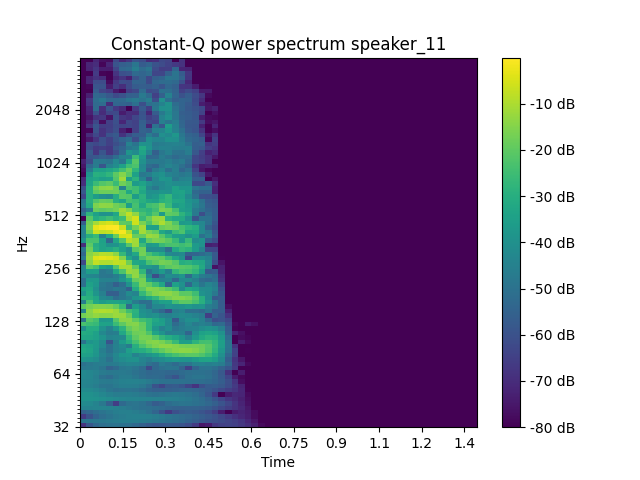 Constant-Q power spectrum speaker_11
2048
1024
512
256
128
64
32
Hz
0 0.15 0.3 0.45 0.6 0.75 0.9 1.1 1.2 1.4
Time
-10 dB
-20 dB
-30 dB
-40 dB
-50 dB
-60 dB
-70 dB
-80 dB